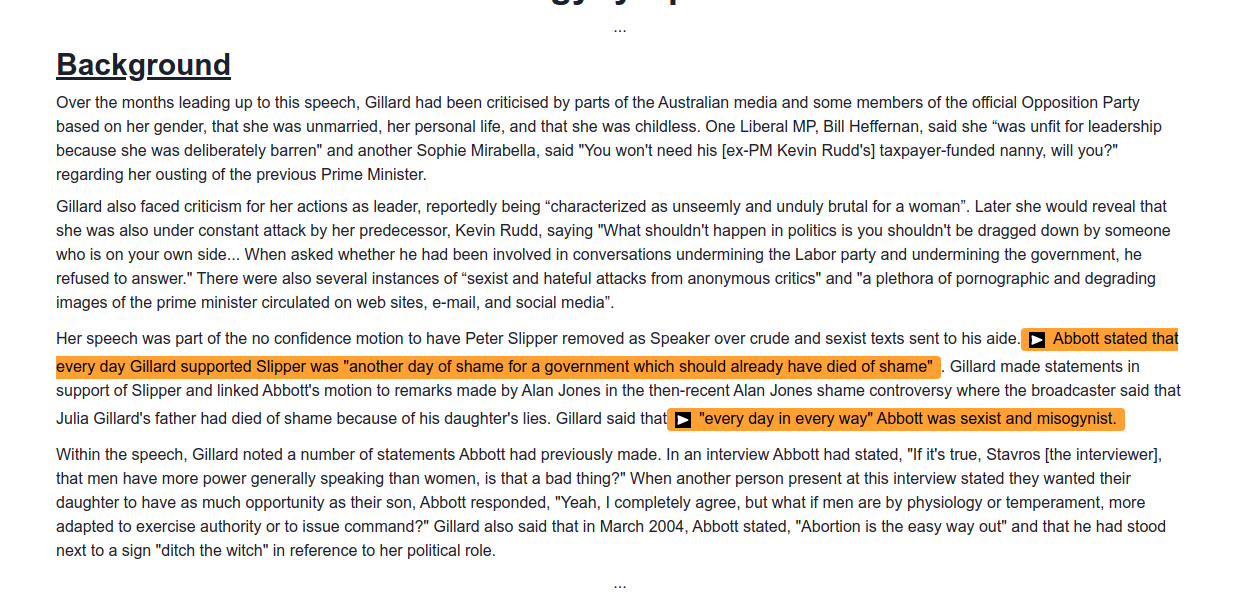 ...
Background
Over the months leading up to this speech, Gillard had been criticised by parts of the Australian media and some members of the official Opposition Party
based on her gender, that she was unmarried, her personal life, and that she was childless. One Liberal MP, Bill Heffernan, said she “was unfit for leadership
because she was deliberately barren" and another Sophie Mirabella, said "You won't need his [ex-PM Kevin Rudd's] taxpayer-funded nanny, will you?"
regarding her ousting of the previous Prime Minister.
Gillard also faced criticism for her actions as leader, reportedly being “characterized as unseemly and unduly brutal for a woman”. Later she would reveal that
she was also under constant attack by her predecessor, Kevin Rudd, saying "What shouldn't happen in politics is you shouldn't be dragged down by someone
who is on your own side... When asked whether he had been involved in conversations undermining the Labor party and undermining the government, he
refused to answer." There were also several instances of “sexist and hateful attacks from anonymous critics" and "a plethora of pornographic and degrading
images of the prime minister circulated on web sites, e-mail, and social media”.
Her speech was part of the no confidence motion to have Peter Slipper removed as Speaker over crude and sexist texts sent to his aide. Abbott stated that
every day Gillard supported Slipper was "another day of shame for a government which should already have died of shame" . Gillard made statements in
support of Slipper and linked Abbott's motion to remarks made by Alan Jones in the then-recent Alan Jones shame controversy where the broadcaster said that
Julia Gillard's father had died of shame because of his daughter's lies. Gillard said that "every day in every way" Abbott was sexist and misogynist.
Within the speech, Gillard noted a number of statements Abbott had previously made. In an interview Abbott had stated, "If it's true, Stavros [the interviewer],
that men have more power generally speaking than women, is that a bad thing?" When another person present at this interview stated they wanted their
daughter to have as much opportunity as their son, Abbott responded, "Yeah, I completely agree, but what if men are by physiology or temperament, more
adapted to exercise authority or to issue command?" Gillard also said that in March 2004, Abbott stated, "Abortion is the easy way out" and that he had stood
next to a sign "ditch the witch" in reference to her political role.
...